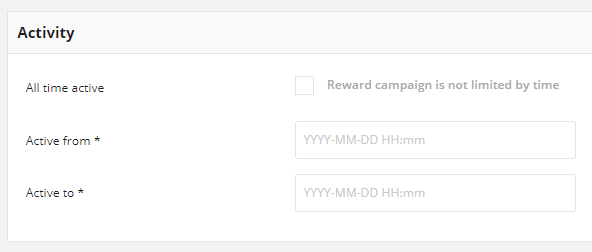 Activity
All time active Reward campaign is not limited by time
Active from * YYYY-MM-DD HH:mm
Active to * YYYY-MM-DD HH:mm